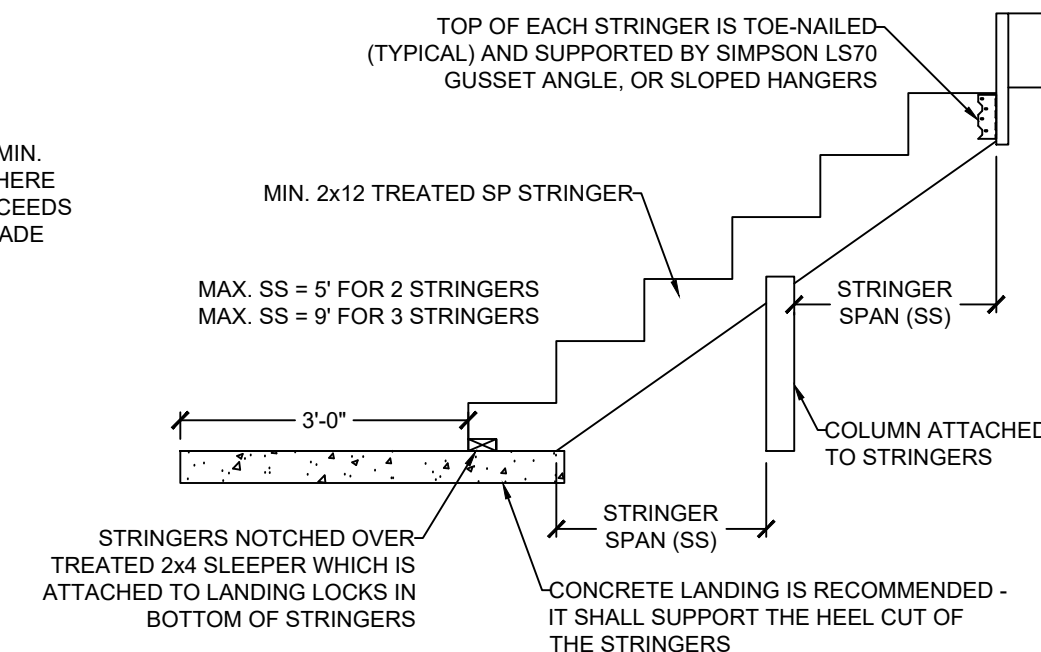 TOP OF EACH STRINGER IS TOE-NAILED
(TYPICAL) AND SUPPORTED BY SIMPSON LS70
GUSSET ANGLE, OR SLOPED HANGERS
MIN.
HERE
CEEDS
ADE
MIN. 2x12 TREATED SP STRINGER
MAX. SS = 5' FOR 2 STRINGERS
MAX. SS = 9' FOR 3 STRINGERS
STRINGER
SPAN (SS)
3'-0"
COLUMN ATTACHED
TO STRINGERS
STRINGER
SPAN (SS)
STRINGERS NOTCHED OVER
TREATED 2x4 SLEEPER WHICH IS
ATTACHED TO LANDING LOCKS IN
BOTTOM OF STRINGERS
CONCRETE LANDING IS RECOMMENDED -
IT SHALL SUPPORT THE HEEL CUT OF
THE STRINGERS